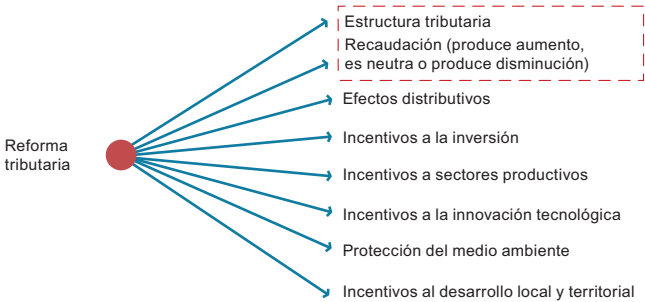 Estructura tributaria
Recaudación (produce aumento,
es neutra o produce disminución)
Efectos distributivos
Incentivos a la inversión
Reforma
tributaria
Incentivos a sectores productivos
Incentivos a la innovación tecnológica
Protección del medio ambiente
Incentivos al desarrollo local y territorial